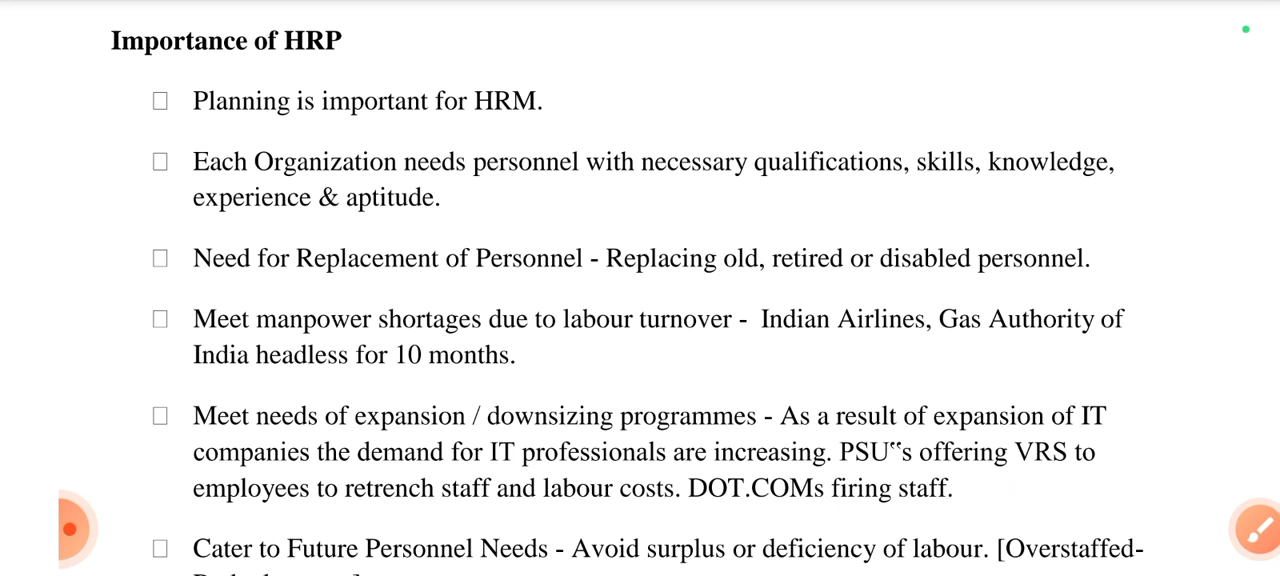 Importance of HRP
Planning is important for HRM.
Each Organization needs personnel with necessary qualifications, skills, knowledge,
experience & aptitude.
Need for Replacement of Personnel - Replacing old, retired or disabled personnel.
Meet manpower shortages due to labour turnover -  Indian Airlines, Gas Authority of
India headless for 10 months.
Meet needs of expansion / downsizing programmes - As a result of expansion of IT
companies the demand for IT professionals are increasing. PSU‟s offering VRS to
employees to retrench staff and labour costs. DOT.COMs firing staff.
Cater to Future Personnel Needs - Avoid surplus or deficiency of labour. [Overstaffed-